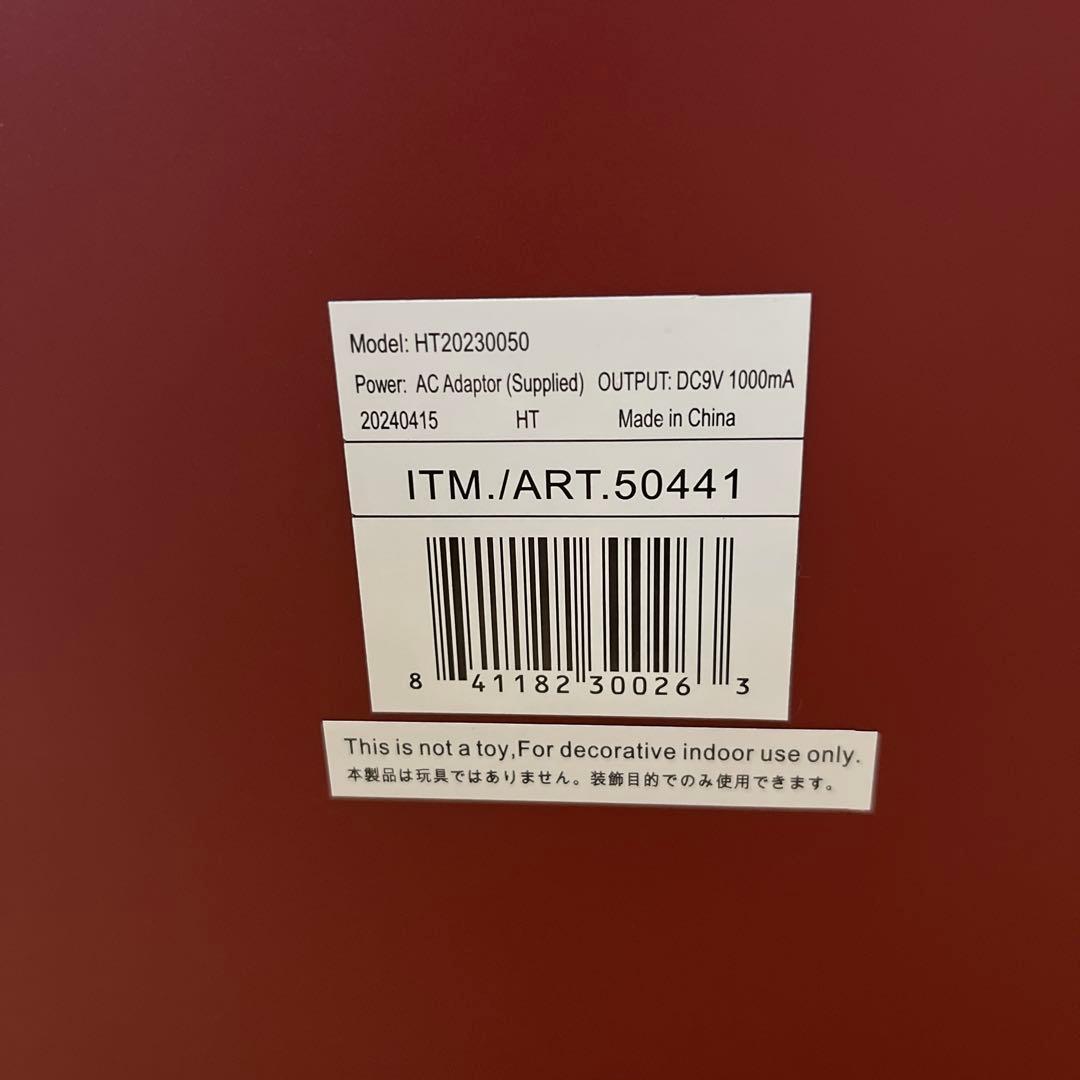 Model: HT20230050
Power: AC Adaptor (Supplied) OUTPUT: DC9V 1000mA
20240415 HT Made in China
ITM./ART.50441
8 41182 30026 3
This is not a toy,For decorative indoor use only.
本製品は玩具ではありません。装飾目的でのみ使用できます。